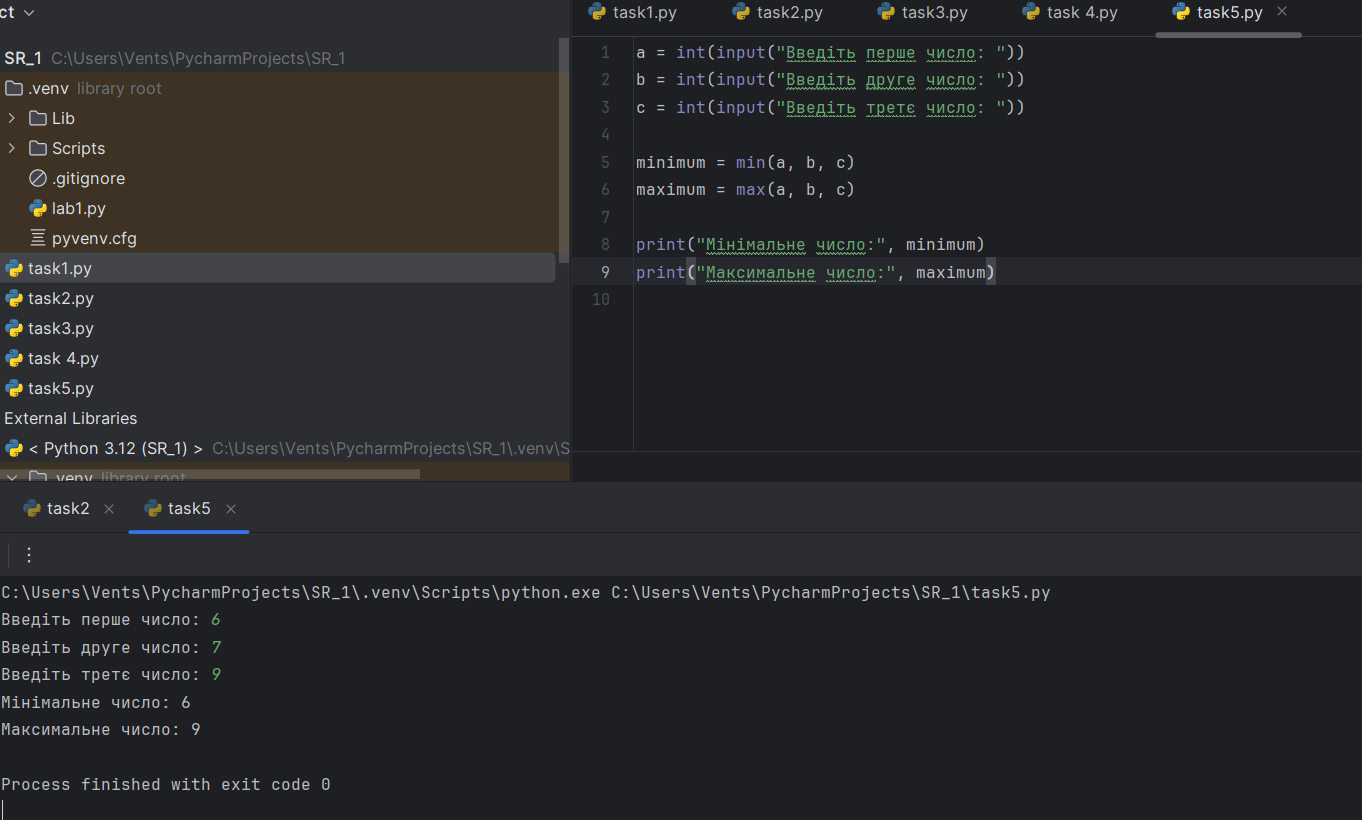 ct
SR_1 C:\Users\Vents\PycharmProjects\SR_1
.venv library root
Lib
Scripts
.gitignore
lab1.py
pyvenv.cfg
task1.py
task2.py
task3.py
task 4.py
task5.py
External Libraries
< Python 3.12 (SR_1) > C:\Users\Vents\PycharmProjects\SR_1\.venv\S
.venv library root
task1.py task2.py task3.py task 4.py task5.py
1 a = int(input("Введіть перше число: "))
2 b = int(input("Введіть друге число: "))
3 c = int(input("Введіть третє число: "))
4
5 minimum = min(a, b, c)
6 maximum = max(a, b, c)
7
8 print("Мінімальне число:", minimum)
9 print("Максимальне число:", maximum)
10
task2 task5
C:\Users\Vents\PycharmProjects\SR_1\.venv\Scripts\python.exe C:\Users\Vents\PycharmProjects\SR_1\task5.py
Введіть перше число: 6
Введіть друге число: 7
Введіть третє число: 9
Мінімальне число: 6
Максимальне число: 9
Process finished with exit code 0